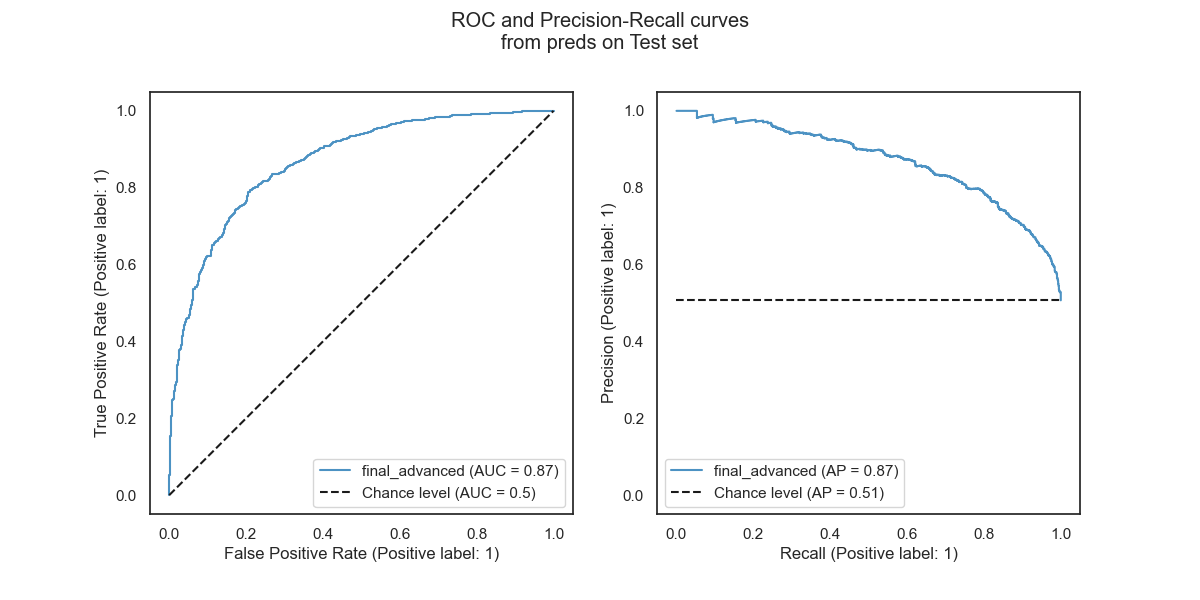 ROC and Precision-Recall curves
from preds on Test set
True Positive Rate (Positive label: 1)
1.0
0.8
0.6
0.4
0.2
0.0
0.0 0.2 0.4 0.6 0.8 1.0
False Positive Rate (Positive label: 1)
final_advanced (AUC = 0.87)
Chance level (AUC = 0.5)
Precision (Positive label: 1)
1.0
0.8
0.6
0.4
0.2
0.0
0.0 0.2 0.4 0.6 0.8 1.0
Recall (Positive label: 1)
final_advanced (AP = 0.87)
Chance level (AP = 0.51)